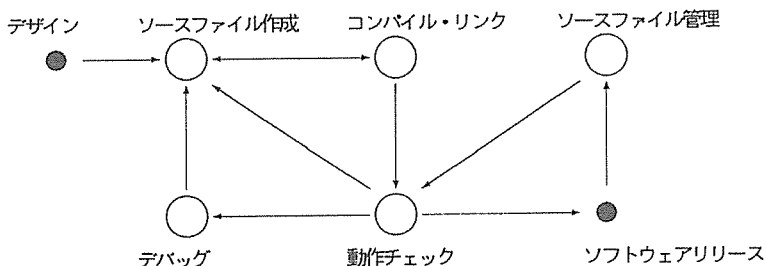 デザイン
ソースファイル作成
コンパイル・リンク
ソースファイル管理
デバッグ
動作チェック
ソフトウェアリリース